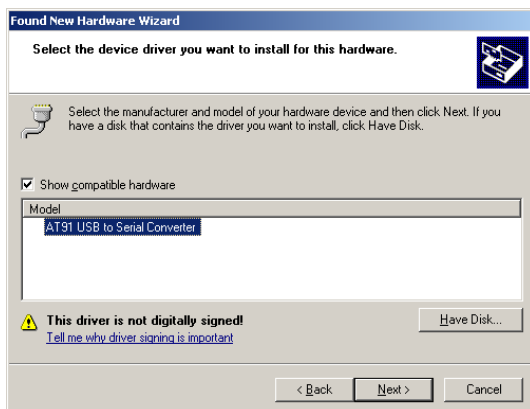 Found New Hardware Wizard
Select the device driver you want to install for this hardware.
Select the manufacturer and model of your hardware device and then click Next. If you
have a disk that contains the driver you want to install, click Have Disk.
Show compatible hardware
Model
AT91 USB to Serial Converter
This driver is not digitally signed!
Tell me why driver signing is important
Have Disk...
< Back
Next >
Cancel